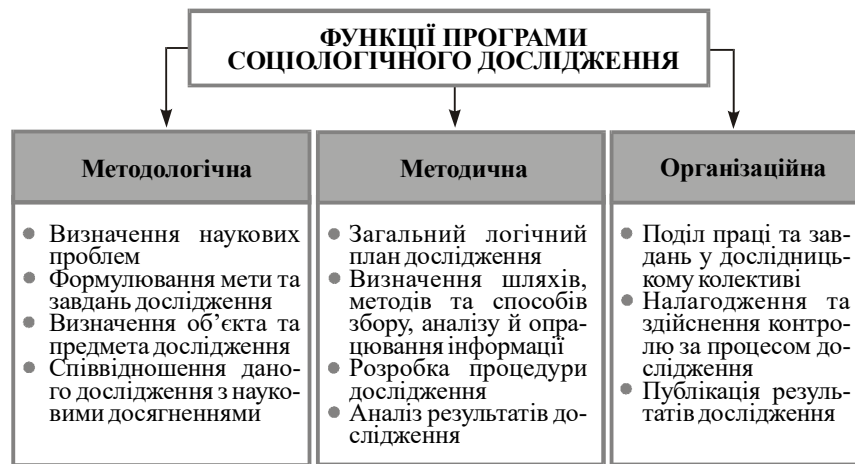 ФУНКЦІЇ ПРОГРАМИ
СОЦІОЛОГІЧНОГО ДОСЛІДЖЕННЯ
Методологічна
• Визначення наукових
проблем
• Формулювання мети та
завдань дослідження
• Визначення об’єкта та
предмета дослідження
• Співвідношення дано-
го дослідження з науко-
вими досягненнями
Методична
• Загальний логічний
план дослідження
• Визначення шляхів,
методів та способів
збору, аналізу й опра-
цювання інформації
• Розробка процедури
дослідження
• Аналіз результатів до-
слідження
Організаційна
• Поділ праці та зав-
дань у дослідниць-
кому колективі
• Налагодження та
здійснення контро-
лю за процесом до-
слідження
• Публікація резуль-
татів дослідження